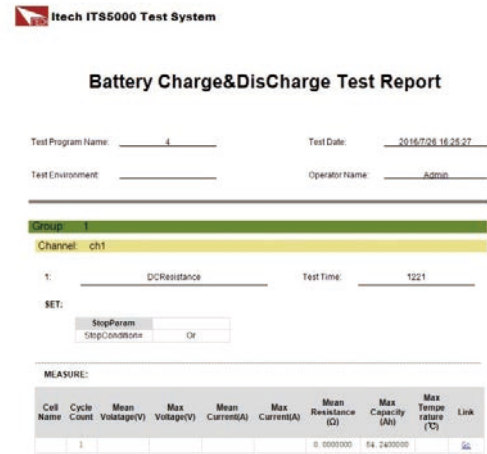 Itech ITS5000 Test System
Battery Charge&DisCharge Test Report
Test Program Name: 4 Test Date: 2016/7/26 16:25:27
Test Environment: Operator Name: Admin
Group: 1
Channel: ch1
1: DCResistance Test Time: 1221
SET:
StopParam
StopCondition= Or
MEASURE:
Cell Name Cycle Count Mean Volatage(V) Max Voltage(V) Mean Current(A) Max Current(A) Mean Resistance (Ω) Max Capacity (Ah) Max Tempe rature (℃) Link
1 0.0000000 54.2400000 Go